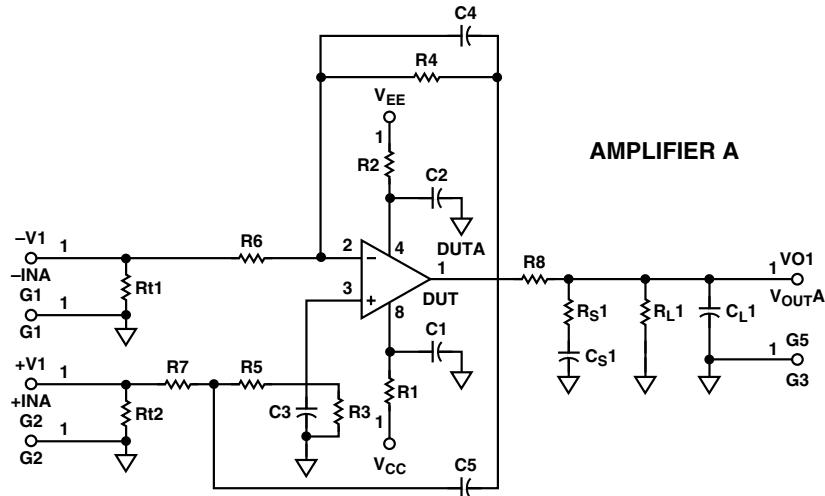 C4
R4
VEE
1
AMPLIFIER A
R2
C2
–V1
1
R6
2
–
4
DUTA
1
R8
1
VO1
–INA
Rt1
3
+
DUT
VOUTA
G1
1
8
RS1
RL1
CL1
G1
C1
G5
+V1
1
R7
R5
CS1
1
G3
+INA
Rt2
C3
R3
R1
G2
1
1
G2
VCC
C5